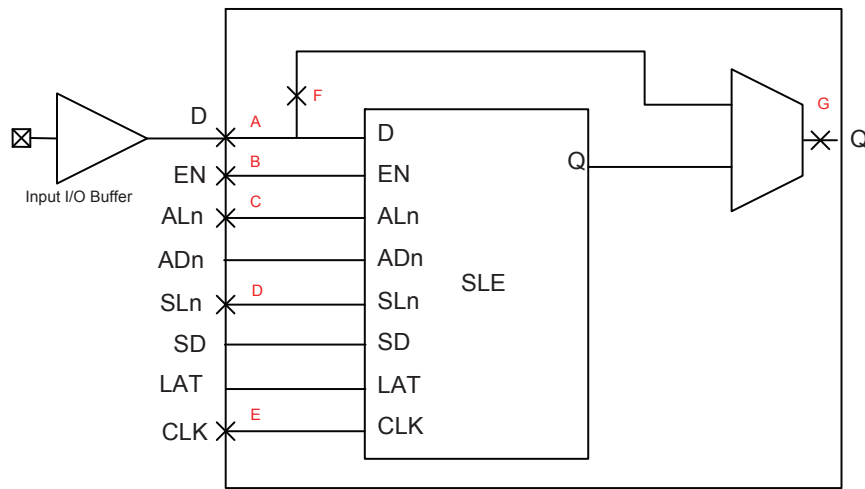 F
G
D
A
D
Q
Q
EN
B
EN
Input I/O Buffer
ALn
C
ALn
ADn
ADn
SLE
SLn
D
SLn
SD
SD
LAT
LAT
CLK
E
CLK